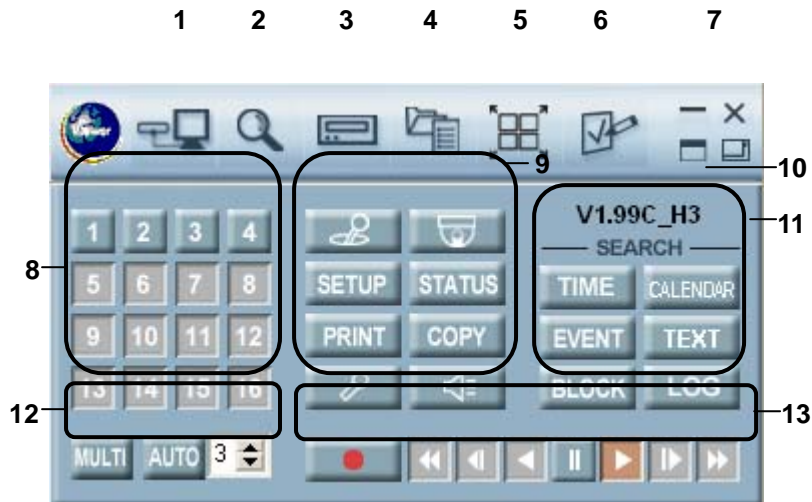 1 2 3 4 5 6 7
Viewer
9
10
V1.99C_H3
11
SEARCH
1 2 3 4
8
5 6 7 8
SETUP STATUS
TIME CALENDAR
9 10 11 12
PRINT COPY
EVENT TEXT
13 14 15 16
BLOCK LOG
12
13
MULTI AUTO 3